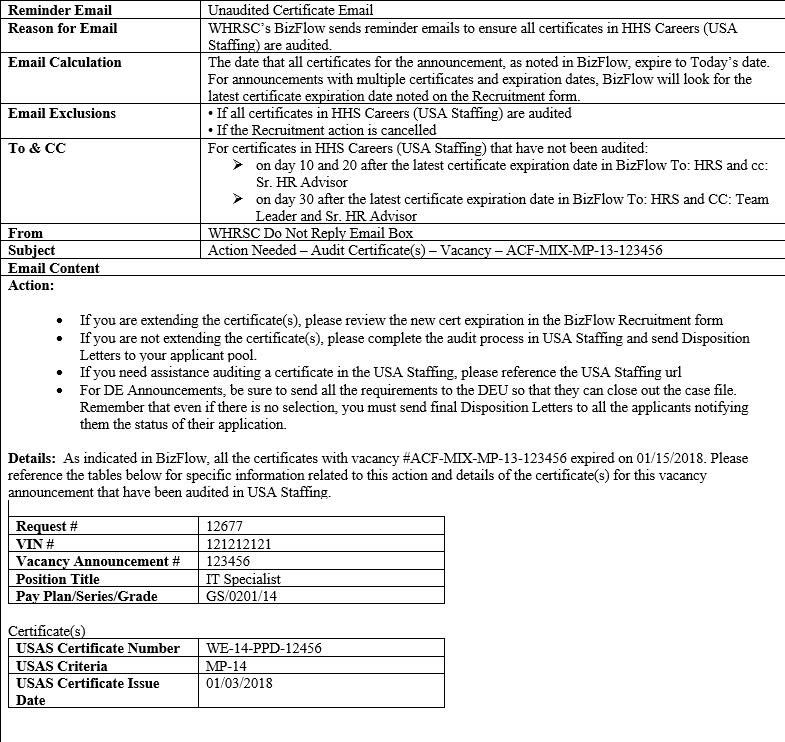 Reminder Email Unaudited Certificate Email
Reason for Email WHRSC’s BizFlow sends reminder emails to ensure all certificates in HHS Careers (USA
Staffing) are audited.
Email Calculation The date that all certificates for the announcement, as noted in BizFlow, expire to Today’s date.
For announcements with multiple certificates and expiration dates, BizFlow will look for the
latest certificate expiration date noted on the Recruitment form.
Email Exclusions • If all certificates in HHS Careers (USA Staffing) are audited
• If the Recruitment action is cancelled
To & CC For certificates in HHS Careers (USA Staffing) that have not been audited:
➢ on day 10 and 20 after the latest certificate expiration date in BizFlow To: HRS and cc:
Sr. HR Advisor
➢ on day 30 after the latest certificate expiration date in BizFlow To: HRS and CC: Team
Leader and Sr. HR Advisor
From WHRSC Do Not Reply Email Box
Subject Action Needed – Audit Certificate(s) – Vacancy – ACF-MIX-MP-13-123456
Email Content
Action:
• If you are extending the certificate(s), please review the new cert expiration in the BizFlow Recruitment form
• If you are not extending the certificate(s), please complete the audit process in USA Staffing and send Disposition
Letters to your applicant pool.
• If you need assistance auditing a certificate in the USA Staffing, please reference the USA Staffing url
• For DE Announcements, be sure to send all the requirements to the DEU so that they can close out the case file.
Remember that even if there is no selection, you must send final Disposition Letters to all the applicants notifying
them the status of their application.
Details: As indicated in BizFlow, all the certificates with vacancy #ACF-MIX-MP-13-123456 expired on 01/15/2018. Please
reference the tables below for specific information related to this action and details of the certificate(s) for this vacancy
announcement that have been audited in USA Staffing.
Request # 12677
VIN # 121212121
Vacancy Announcement # 123456
Position Title IT Specialist
Pay Plan/Series/Grade GS/0201/14
Certificate(s)
USAS Certificate Number WE-14-PPD-12456
USAS Criteria MP-14
USAS Certificate Issue 01/03/2018
Date